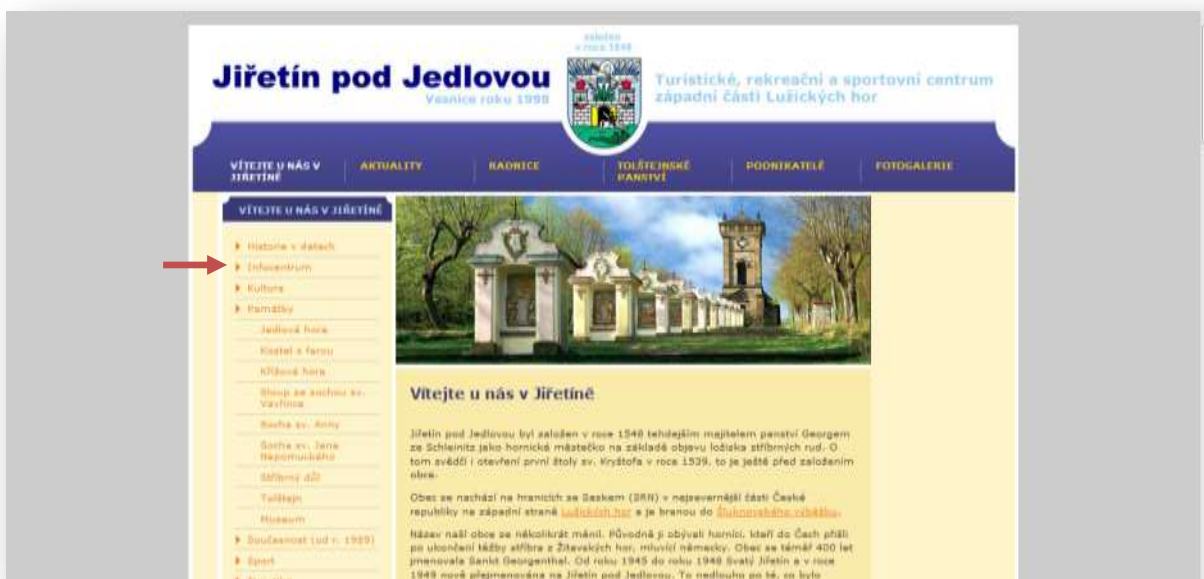 založen
v roce 1548
Jiřetín pod Jedlovou
Vesnice roku 1998
Turistické, rekreační a sportovní centrum
západní části Lužických hor
VÍTEJTE U NÁS V
JIŘETÍNĚ
AKTUALITY
RADNICE
TOLŠTEJNSKÉ
PANSTVÍ
PODNIKATELÉ
FOTOGALERIE
VÍTEJTE U NÁS V JIŘETÍNĚ
Historie v datech
Infocentrum
Kultura
Památky
Jedlová hora
Kostel s farou
Křížová hora
Sloup se sochou sv.
Vavřince
Socha sv. Anny
Socha sv. Jana
Nepomuckého
Stříbrný důl
Tolštejn
Museum
Současnost (od r. 1989)
Sport
Vítejte u nás v Jiřetíně
Jiřetín pod Jedlovou byl založen v roce 1548 tehdejším majitelem panství Georgem
ze Schleinitz jako hornické městečko na základě objevu ložiska stříbrných rud. O
tom svědčí i otevření první štoly sv. Kryštofa v roce 1539, to je ještě před založením
obce.
Obec se nachází na hranicích se Saskem (SRN) v nejsevernější části České
republiky na západní straně Lužických hor a je branou do Šluknovského výběžku.
Název naší obce se několikrát měnil. Původně ji obývali horníci, kteří do Čech přišli
po ukončení těžby stříbra z Žitavských hor, mluvící německy. Obec se téměř 400 let
jmenovala Sankt Georgenthal. Od roku 1945 do roku 1948 Svatý Jiřetín a v roce
1949 nově přejmenována na Jiřetín pod Jedlovou. To nedlouho po té, co bylo